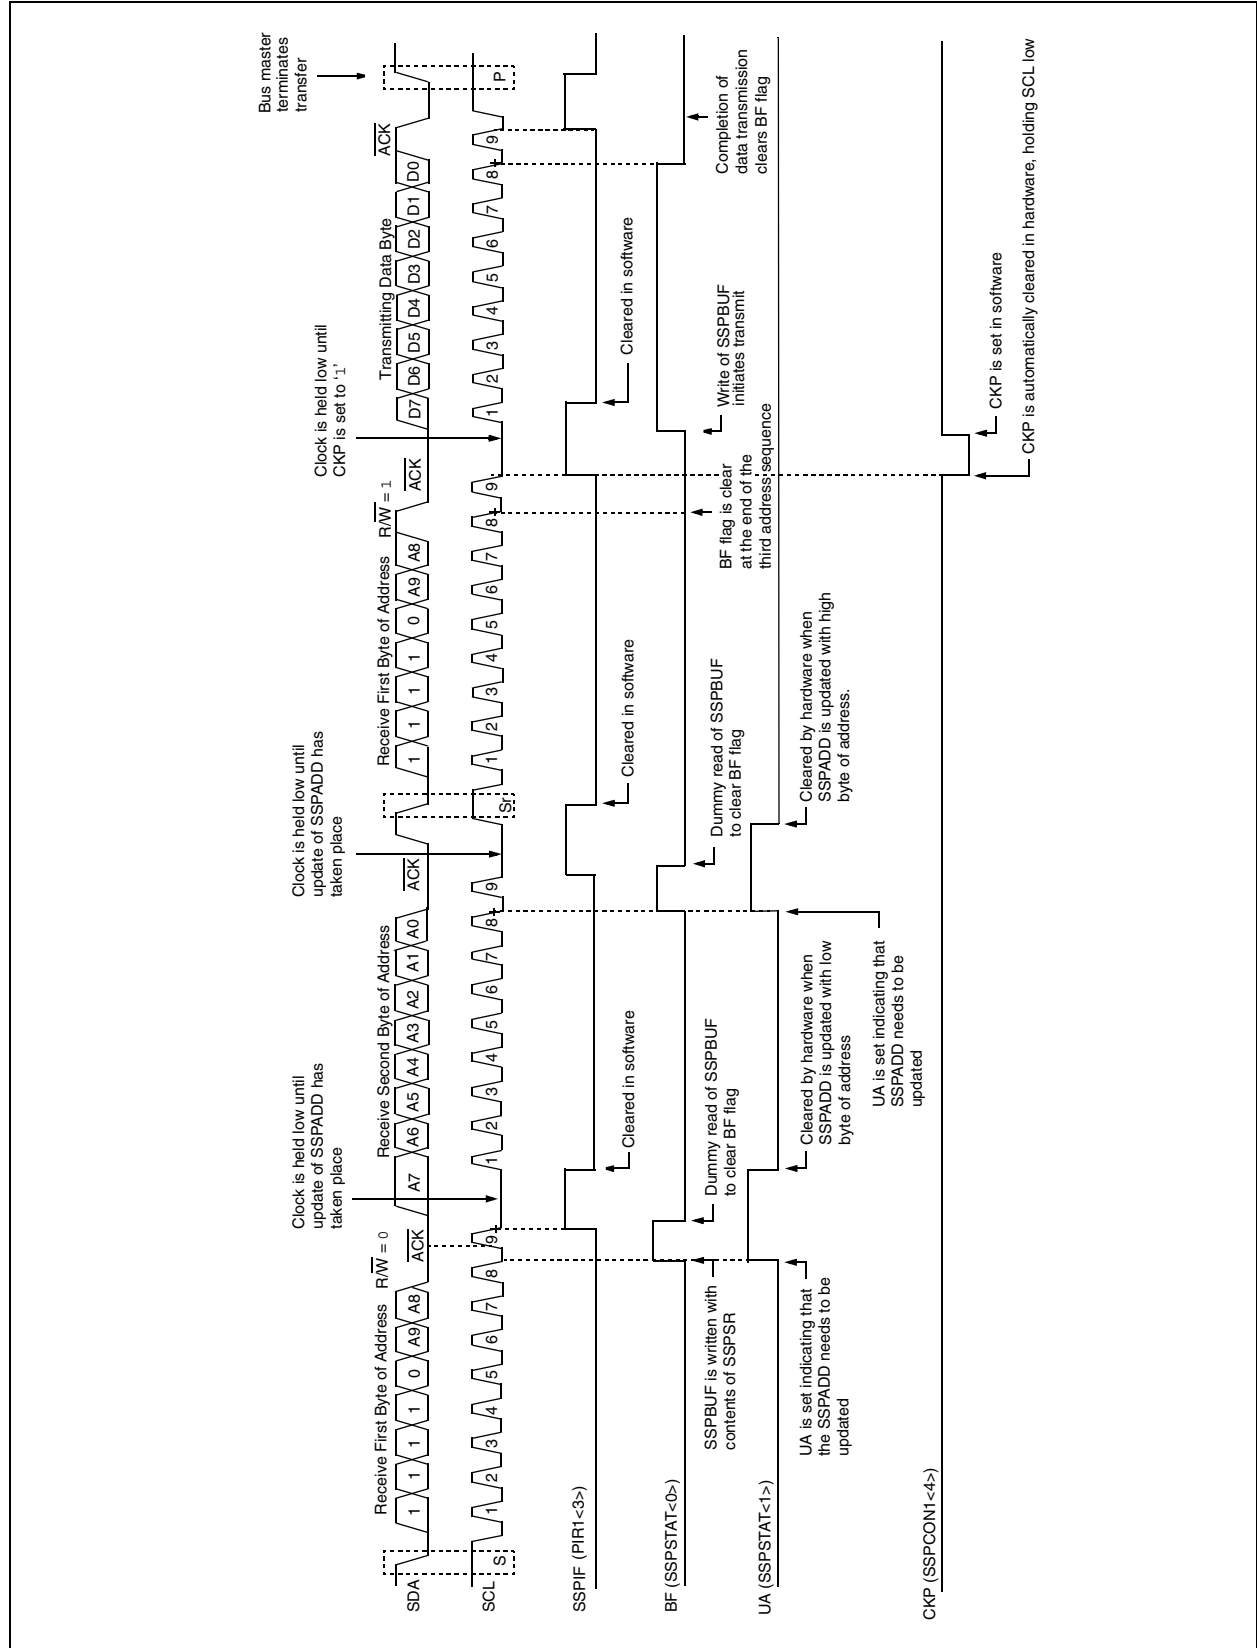 Bus master
terminates
transfer
Clock is held low until
CKP is set to ‘1’
Clock is held low until
update of SSPADD has
taken place
Clock is held low until
update of SSPADD has
taken place
Receive First Byte of Address R/W = 0
Receive Second Byte of Address
Receive First Byte of Address R/W = 1
Transmitting Data Byte
ACK
ACK
ACK
ACK
SDA
1 1 1 1 0 A9 A8
A7 A6 A5 A4 A3 A2 A1 A0
1 1 1 1 0 A9 A8
D7 D6 D5 D4 D3 D2 D1 D0
SCL
S
1 2 3 4 5 6 7 8 9
1 2 3 4 5 6 7 8 9
Sr
1 2 3 4 5 6 7 8 9
1 2 3 4 5 6 7 8 9
P
SSPIF (PIR1<3>)
Cleared in software
Cleared in software
Cleared in software
BF (SSPSTAT<0>)
SSPBUF is written with
contents of SSPSR
Dummy read of SSPBUF
to clear BF flag
Dummy read of SSPBUF
to clear BF flag
BF flag is clear
at the end of the
third address sequence
Write of SSPBUF
initiates transmit
Completion of
data transmission
clears BF flag
UA (SSPSTAT<1>)
UA is set indicating that
the SSPADD needs to be
updated
Cleared by hardware when
SSPADD is updated with low
byte of address
UA is set indicating that
SSPADD needs to be
updated
Cleared by hardware when
SSPADD is updated with high
byte of address.
CKP (SSPCON1<4>)
CKP is set in software
CKP is automatically cleared in hardware, holding SCL low